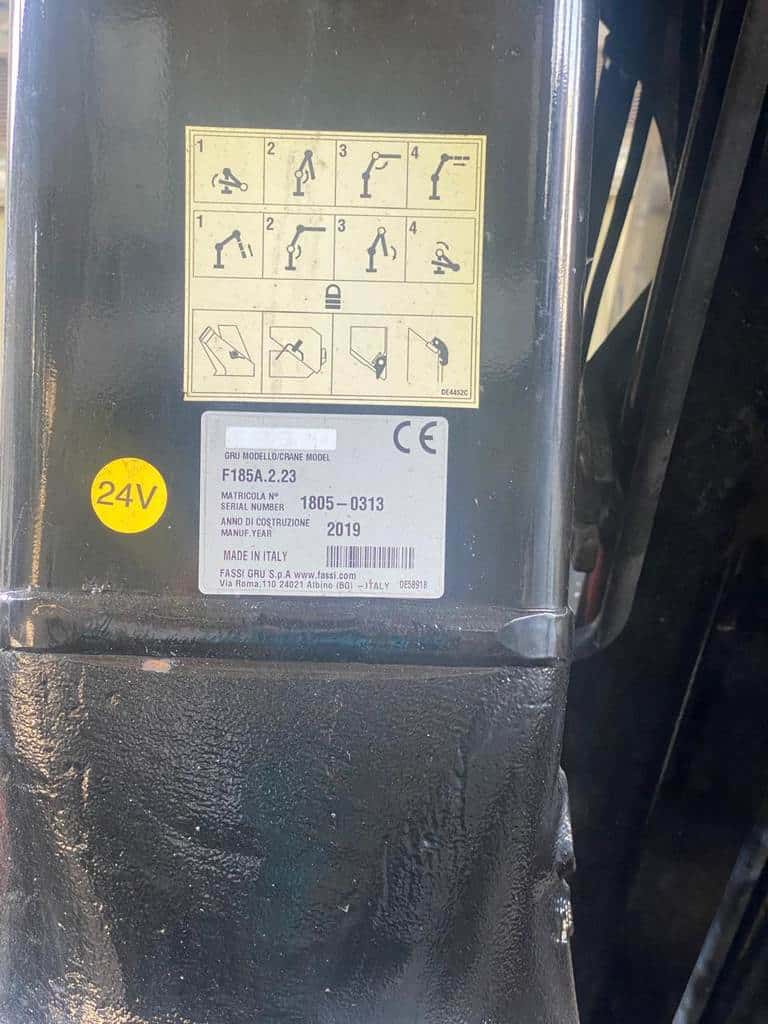 1 2 3 4
1 2 3 4
DE4452C
CE
GRU MODELLO/CRANE MODEL
F185A.2.23
24V
MATRICOLA Nº
SERIAL NUMBER 1805-0313
ANNO DI COSTRUZIONE
MANUF.YEAR 2019
MADE IN ITALY
FASSI GRU S.p.A www.fassi.com
Via Roma,110 24021 Albino (BG) - ITALY DE5891B